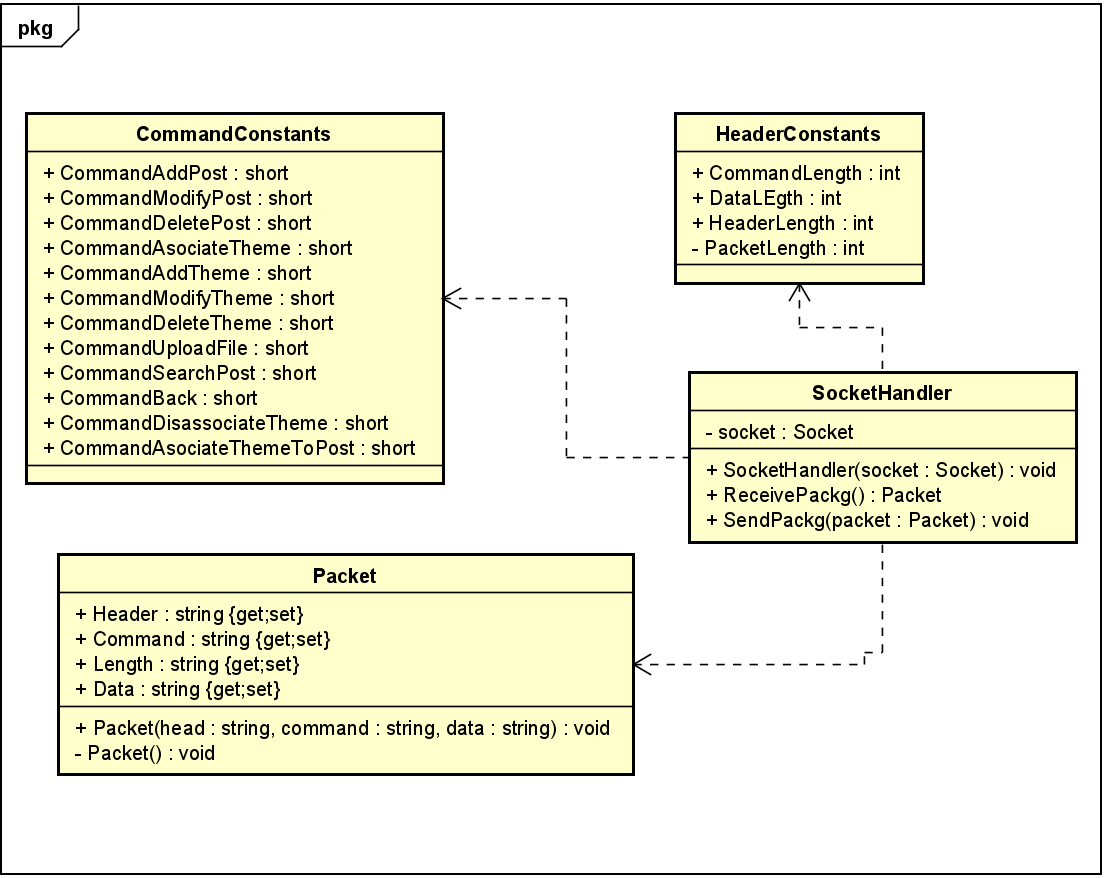 pkg
CommandConstants
+ CommandAddPost : short
+ CommandModifyPost : short
+ CommandDeletePost : short
+ CommandAsociateTheme : short
+ CommandAddTheme : short
+ CommandModifyTheme : short
+ CommandDeleteTheme : short
+ CommandUploadFile : short
+ CommandSearchPost : short
+ CommandBack : short
+ CommandDisassociateTheme : short
+ CommandAsociateThemeToPost : short
HeaderConstants
+ CommandLength : int
+ DataLEgth : int
+ HeaderLength : int
- PacketLength : int
SocketHandler
- socket : Socket
+ SocketHandler(socket : Socket) : void
+ ReceivePackg() : Packet
+ SendPackg(packet : Packet) : void
Packet
+ Header : string {get;set}
+ Command : string {get;set}
+ Length : string {get;set}
+ Data : string {get;set}
+ Packet(head : string, command : string, data : string) : void
- Packet() : void